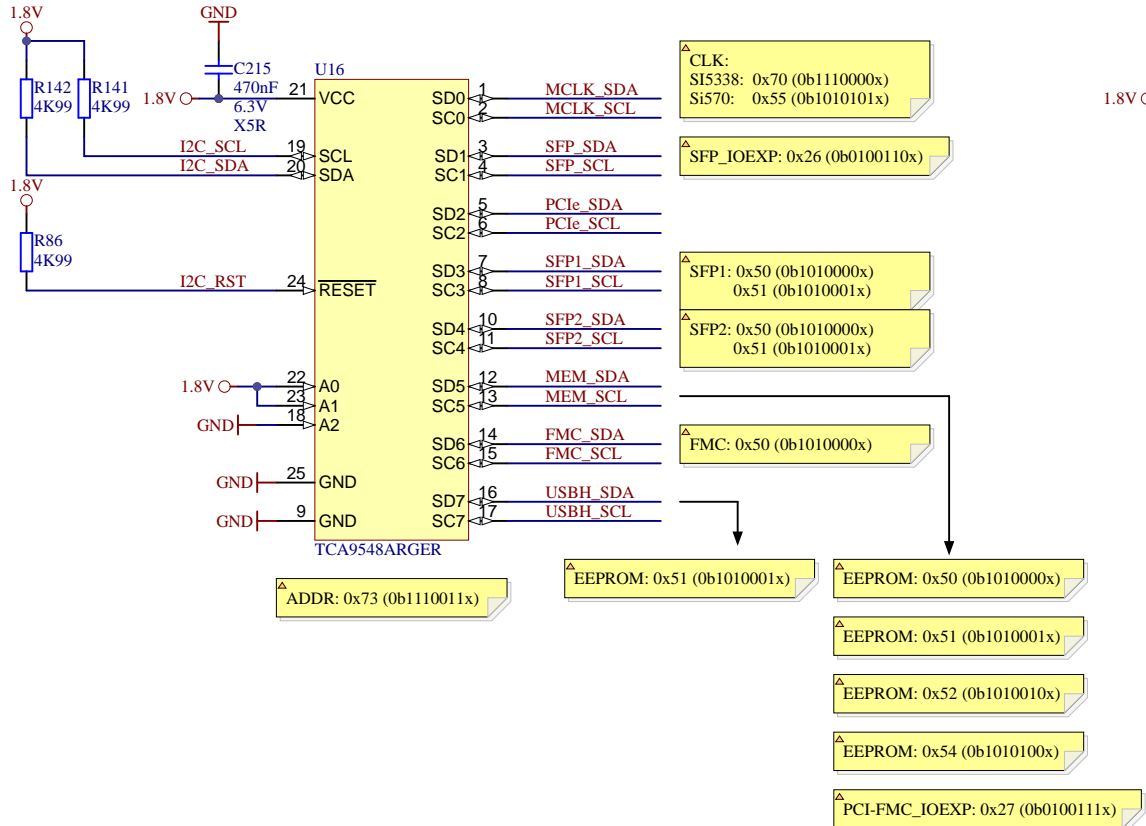 1.8V
GND
R142
4K99
R141
4K99
1.8V
C215
470nF
6.3V
X5R
I2C_SCL
I2C_SDA
1.8V
R86
4K99
I2C_RST
1.8V
GND
GND
GND
U16
21 VCC
19 SCL
20 SDA
24 RESET
22 A0
23 A1
18 A2
25 GND
9 GND
SD0 1 MCLK_SDA
SC0 2 MCLK_SCL
SD1 3 SFP_SDA
SC1 4 SFP_SCL
SD2 5 PCIe_SDA
SC2 6 PCIe_SCL
SD3 7 SFP1_SDA
SC3 8 SFP1_SCL
SD4 10 SFP2_SDA
SC4 11 SFP2_SCL
SD5 12 MEM_SDA
SC5 13 MEM_SCL
SD6 14 FMC_SDA
SC6 15 FMC_SCL
SD7 16 USBH_SDA
SC7 17 USBH_SCL
TCA9548ARGER
ADDR: 0x73 (0b1110011x)
CLK:
SI5338: 0x70 (0b1110000x)
Si570: 0x55 (0b1010101x)
SFP_IOEXP: 0x26 (0b0100110x)
SFP1: 0x50 (0b1010000x)
0x51 (0b1010001x)
SFP2: 0x50 (0b1010000x)
0x51 (0b1010001x)
FMC: 0x50 (0b1010000x)
EEPROM: 0x51 (0b1010001x)
EEPROM: 0x50 (0b1010000x)
EEPROM: 0x51 (0b1010001x)
EEPROM: 0x52 (0b1010010x)
EEPROM: 0x54 (0b1010100x)
PCI-FMC_IOEXP: 0x27 (0b0100111x)
1.8V